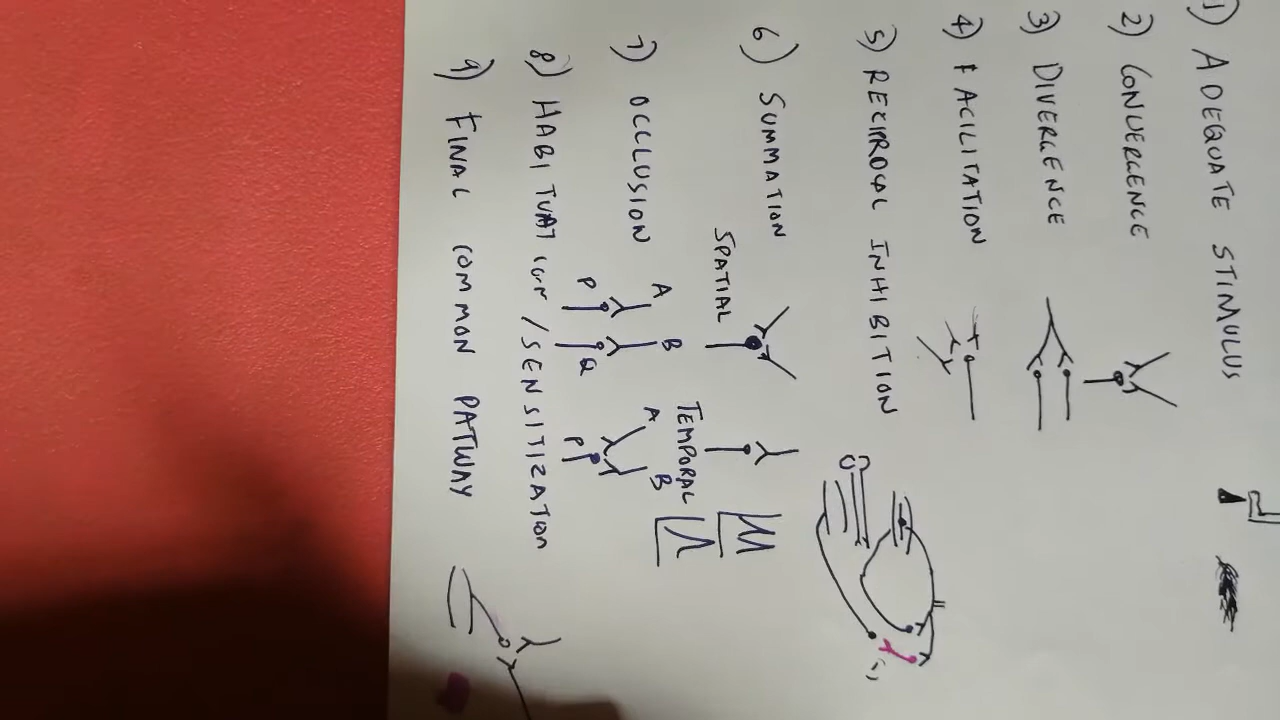 1) ADEQUATE STIMULUS
2) CONVERGENCE
3) DIVERGENCE
4) FACILITATION
5) RECIPROCAL INHIBITION
6) SUMMATION
SPATIAL
TEMPORAL
7) OCCLUSION
A B
P Q
A B
P
8) HABITUATION / SENSITIZATION
9) FINAL COMMON PATWAY